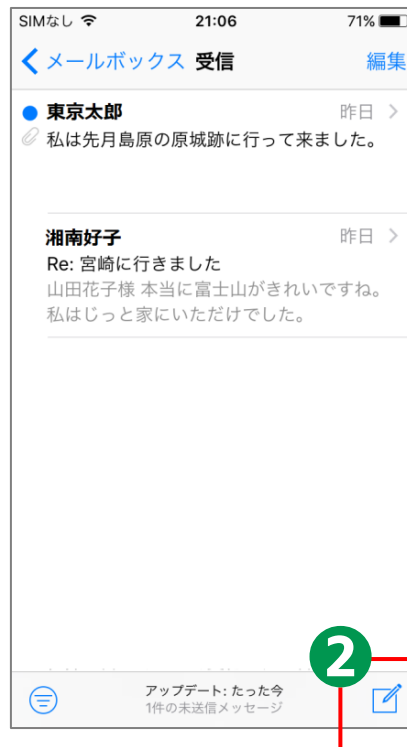 SIMなし 21:06 71%
メールボックス 受信 編集
東京太郎 昨日
私は先月島原の原城跡に行って来ました。
湘南好子 昨日
Re: 宮崎に行きました
山田花子様 本当に富士山がきれいですね。
私はじっと家にいただけでした。
2
アップデート: たった今
1件の未送信メッセージ